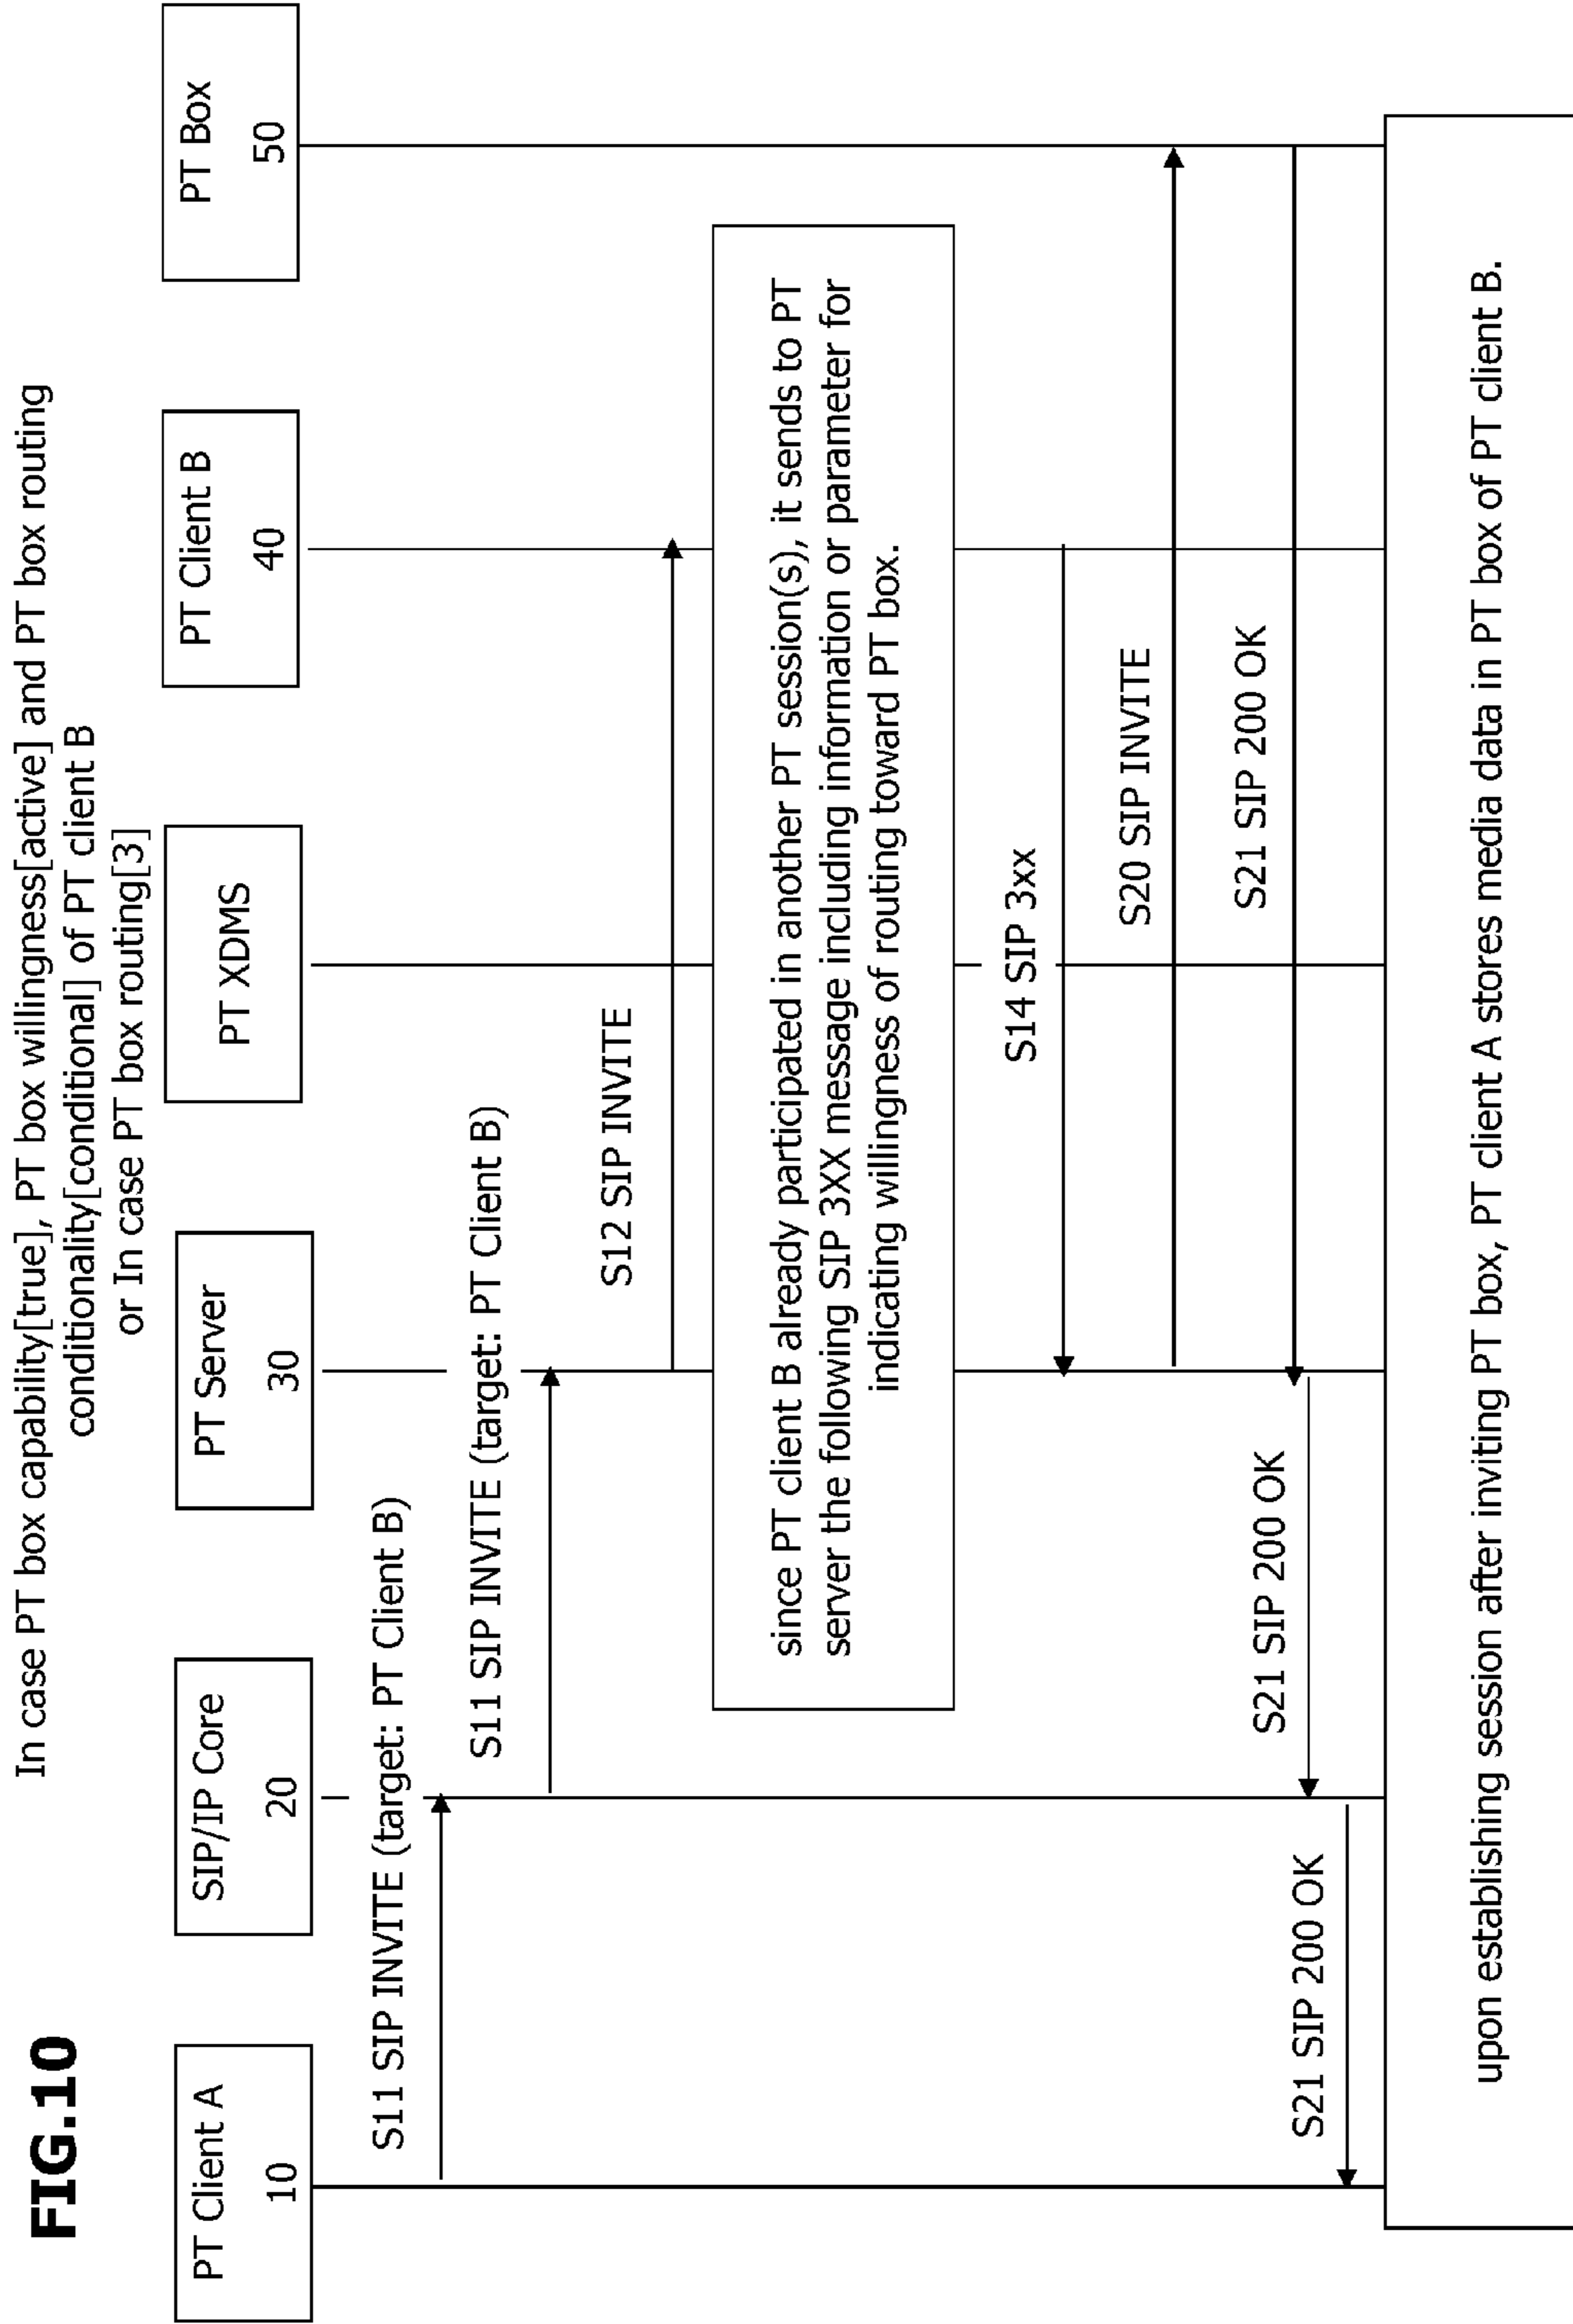 FIG.10
In case PT box capability[true], PT box willingness[active] and PT box routing
conditionality[conditional] of PT client B
or In case PT box routing[3]
PT Client A
10
SIP/IP Core
20
PT Server
30
PT XDMS
PT Client B
40
PT Box
50
S11 SIP INVITE (target: PT Client B)
S11 SIP INVITE (target: PT Client B)
S12 SIP INVITE
since PT client B already participated in another PT session(s), it sends to PT
server the following SIP 3XX message including information or parameter for
indicating willingness of routing toward PT box.
S14 SIP 3xx
S20 SIP INVITE
S21 SIP 200 OK
S21 SIP 200 OK
S21 SIP 200 OK
upon establishing session after inviting PT box, PT client A stores media data in PT box of PT client B.